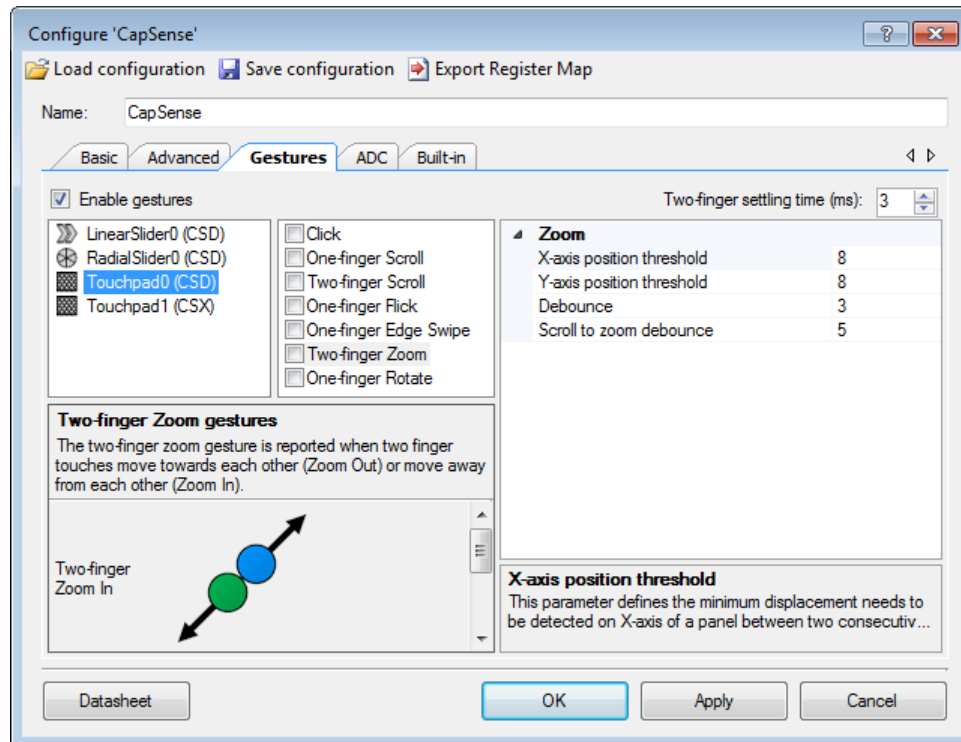 Configure 'CapSense'
Load configuration Save configuration Export Register Map
Name: CapSense
Basic Advanced Gestures ADC Built-in
Enable gestures Two-finger settling time (ms): 3
LinearSlider0 (CSD)
RadialSlider0 (CSD)
Touchpad0 (CSD)
Touchpad1 (CSX)
Click
One-finger Scroll
Two-finger Scroll
One-finger Flick
One-finger Edge Swipe
Two-finger Zoom
One-finger Rotate
Zoom
X-axis position threshold 8
Y-axis position threshold 8
Debounce 3
Scroll to zoom debounce 5
Two-finger Zoom gestures
The two-finger zoom gesture is reported when two finger
touches move towards each other (Zoom Out) or move away
from each other (Zoom In).
Two-finger
Zoom In
X-axis position threshold
This parameter defines the minimum displacement needs to
be detected on X-axis of a panel between two consecutiv...
Datasheet OK Apply Cancel